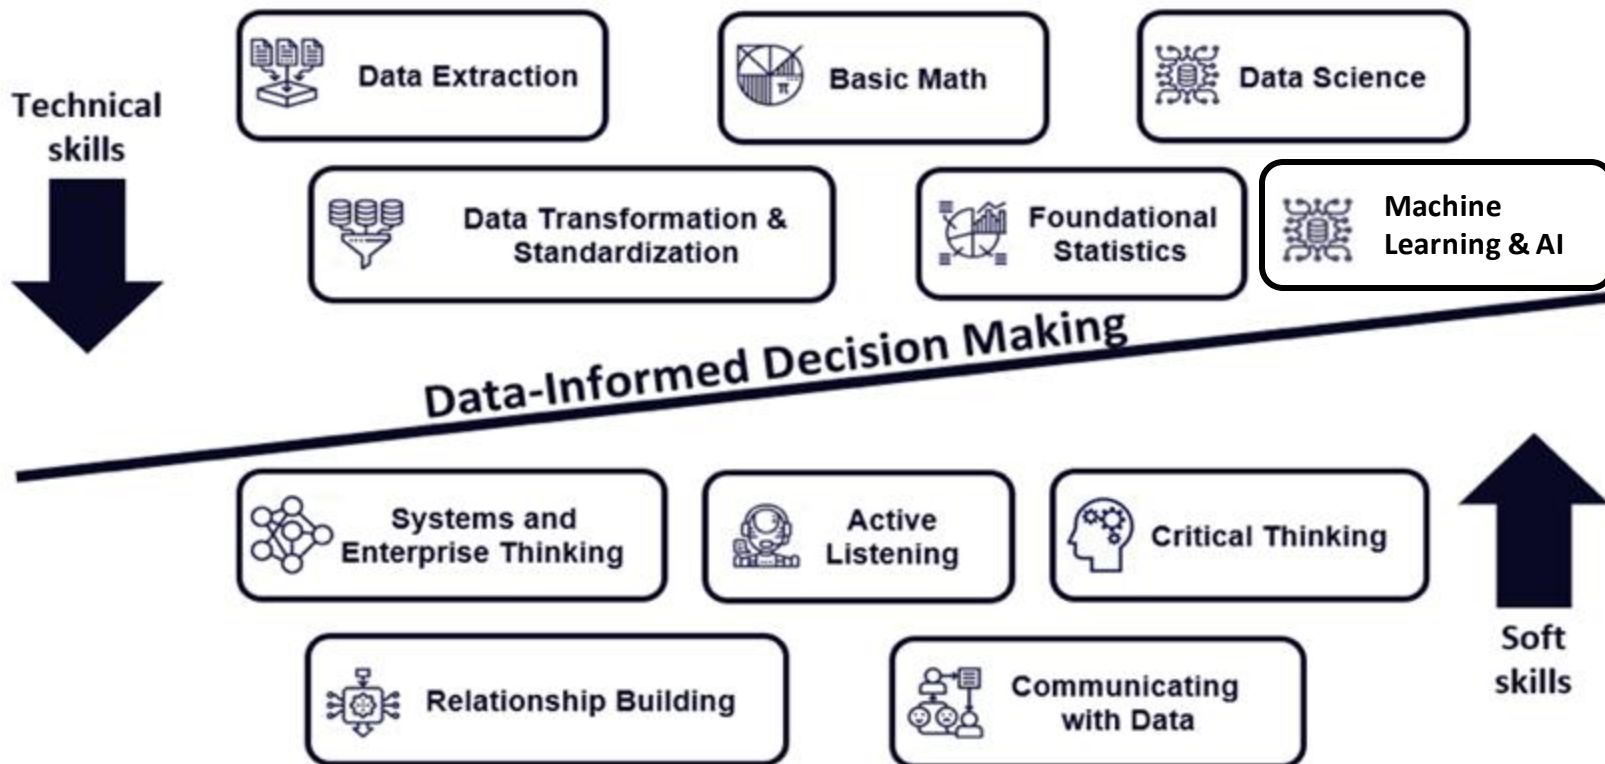 Data Extraction
Basic Math
π
Data Science
Technical
skills
Data Transformation &
Standardization
Foundational
Statistics
Machine
Learning & AI
Data-Informed Decision Making
Systems and
Enterprise Thinking
Active
Listening
Critical Thinking
Relationship Building
Communicating
with Data
Soft
skills